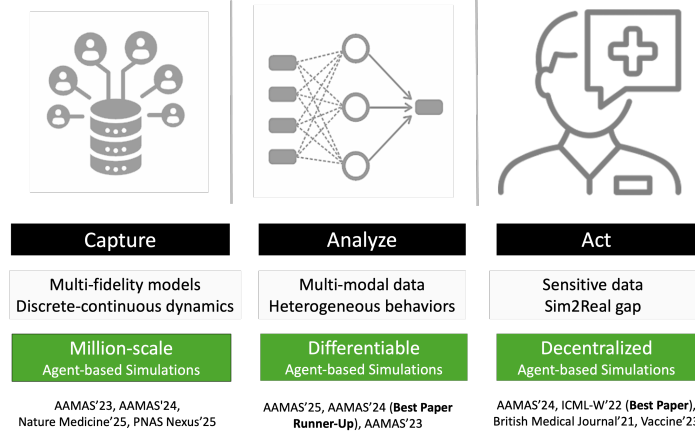 Capture
Multi-fidelity models
Discrete-continuous dynamics
Million-scale
Agent-based Simulations
AAMAS’23, AAMAS'24,
Nature Medicine’25, PNAS Nexus’25
Analyze
Multi-modal data
Heterogeneous behaviors
Differentiable
Agent-based Simulations
AAMAS’25, AAMAS’24 (Best Paper
Runner-Up), AAMAS’23
Act
Sensitive data
Sim2Real gap
Decentralized
Agent-based Simulations
AAMAS’24, ICML-W’22 (Best Paper),
British Medical Journal’21, Vaccine’23